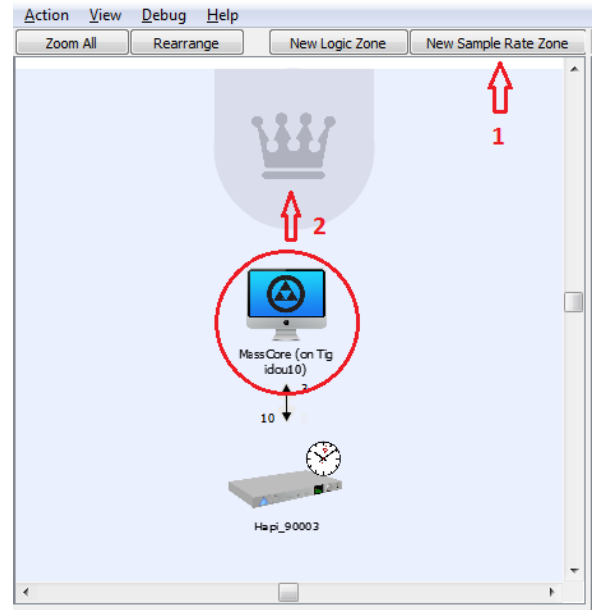 Action View Debug Help
Zoom All Rearrange New Logic Zone New Sample Rate Zone
1
2
MassCore (on Tig
idou10)
3
10
Hapi_90003